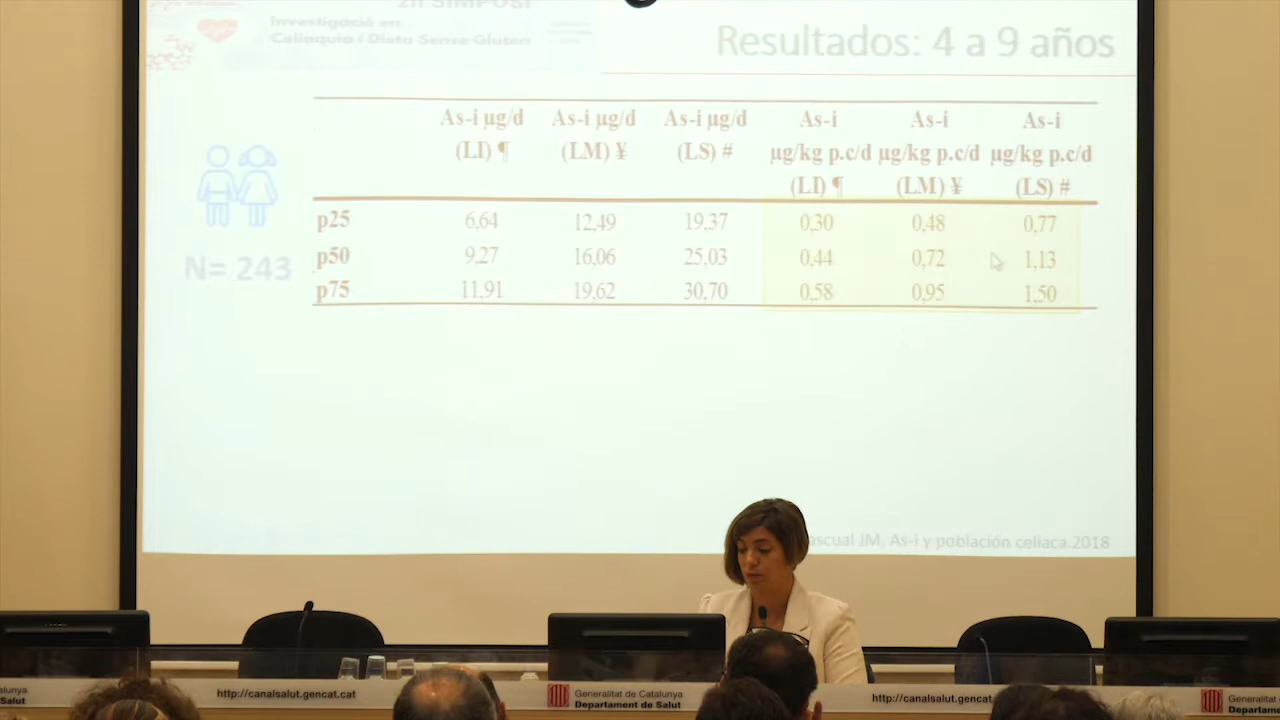 2n SIMPOSI
Investigació en
Celiaquia i Dieta Sense Gluten
Resultados: 4 a 9 años
As-i µg/d (LI) ¶ As-i µg/d (LM) ¥ As-i µg/d (LS) # As-i µg/kg p.c/d (LI) ¶ As-i µg/kg p.c/d (LM) ¥ As-i µg/kg p.c/d (LS) #
p25 6,64 12,49 19,37 0,30 0,48 0,77
p50 9,27 16,06 25,03 0,44 0,72 1,13
p75 11,91 19,62 30,70 0,58 0,95 1,50
N= 243
JM, As-i y población celiaca.2018
Salut
http://canalsalut.gencat.cat
Generalitat de Catalunya
Departament de Salut
http://canalsalut.gencat
Generalitat